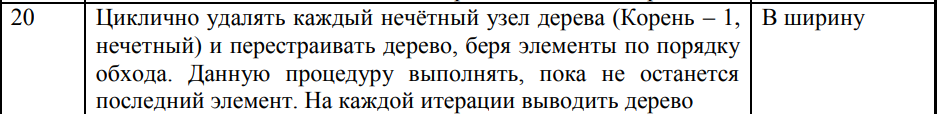 20 Циклично удалять каждый нечётный узел дерева (Корень – 1, В ширину
нечетный) и перестраивать дерево, беря элементы по порядку
обхода. Данную процедуру выполнять, пока не останется
последний элемент. На каждой итерации выводить дерево